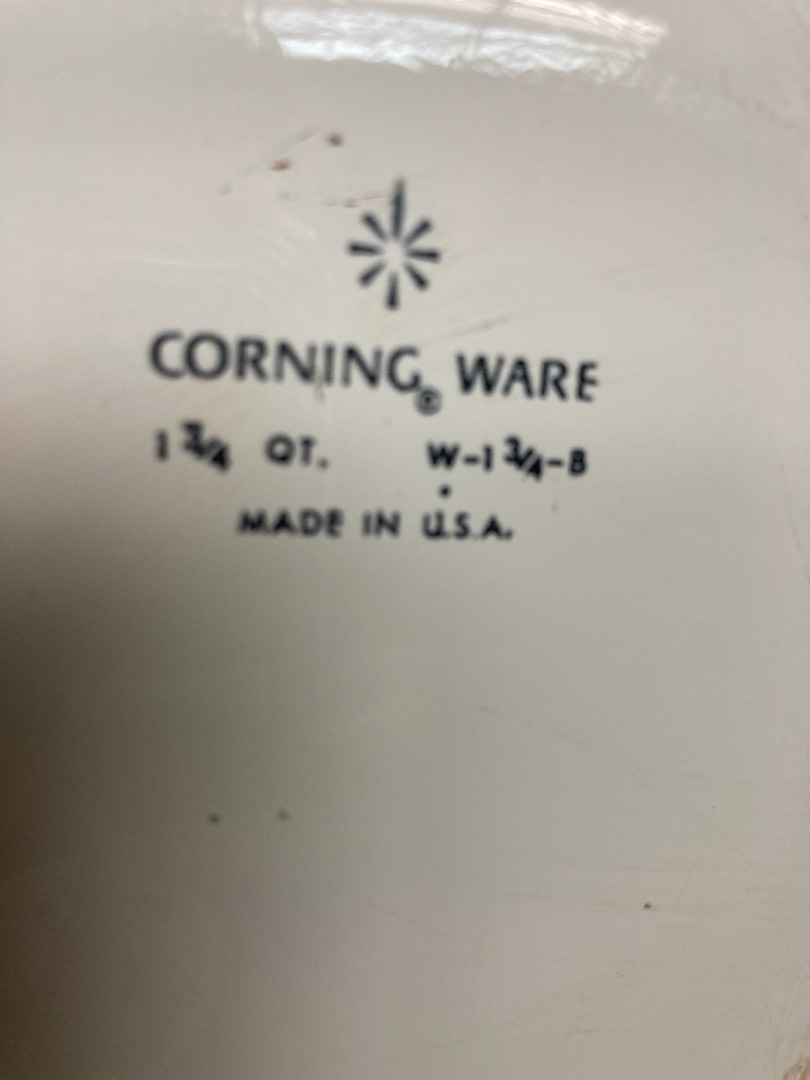 CORNING© WARE
1 3/4 QT. W-1 3/4-B
MADE IN U.S.A.